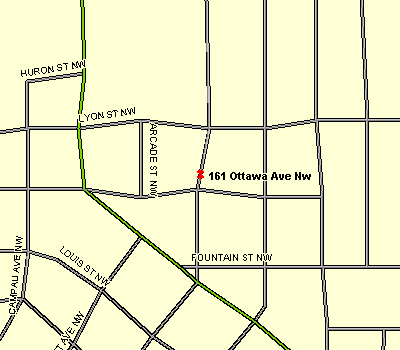 HURON ST NW
LYON ST NW
ARCADE ST NW
161 Ottawa Ave Nw
FOUNTAIN ST NW
LOUIS ST NW
CAMPAU AVE NW
ST AVE NW